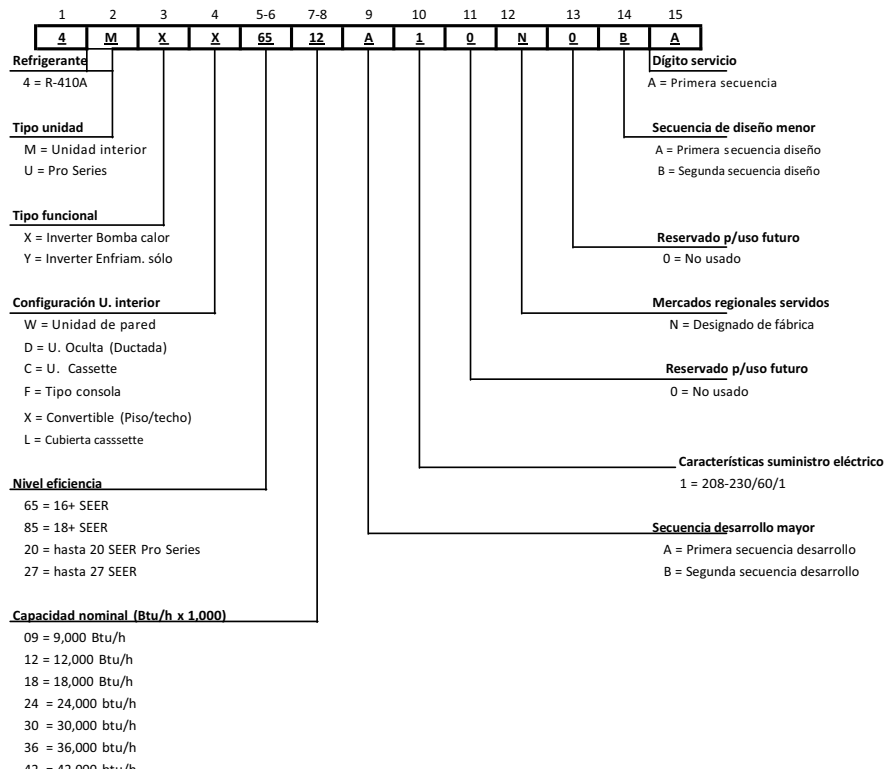 1 2 3 4 5-6 7-8 9 10 11 12 13 14 15
4 M X X 65 12 A 1 0 N 0 B A
Refrigerante
4 = R-410A
Tipo unidad
M = Unidad interior
U = Pro Series
Tipo funcional
X = Inverter Bomba calor
Y = Inverter Enfriam. sólo
Configuración U. interior
W = Unidad de pared
D = U. Oculta (Ductada)
C = U. Cassette
F = Tipo consola
X = Convertible (Piso/techo)
L = Cubierta casssette
Nivel eficiencia
65 = 16+ SEER
85 = 18+ SEER
20 = hasta 20 SEER Pro Series
27 = hasta 27 SEER
Capacidad nominal (Btu/h x 1,000)
09 = 9,000 Btu/h
12 = 12,000 Btu/h
18 = 18,000 Btu/h
24 = 24,000 btu/h
30 = 30,000 btu/h
36 = 36,000 btu/h
42 = 42,000 btu/h
Dígito servicio
A = Primera secuencia
Secuencia de diseño menor
A = Primera secuencia diseño
B = Segunda secuencia diseño
Reservado p/uso futuro
0 = No usado
Mercados regionales servidos
N = Designado de fábrica
Reservado p/uso futuro
0 = No usado
Características suministro eléctrico
1 = 208-230/60/1
Secuencia desarrollo mayor
A = Primera secuencia desarrollo
B = Segunda secuencia desarrollo